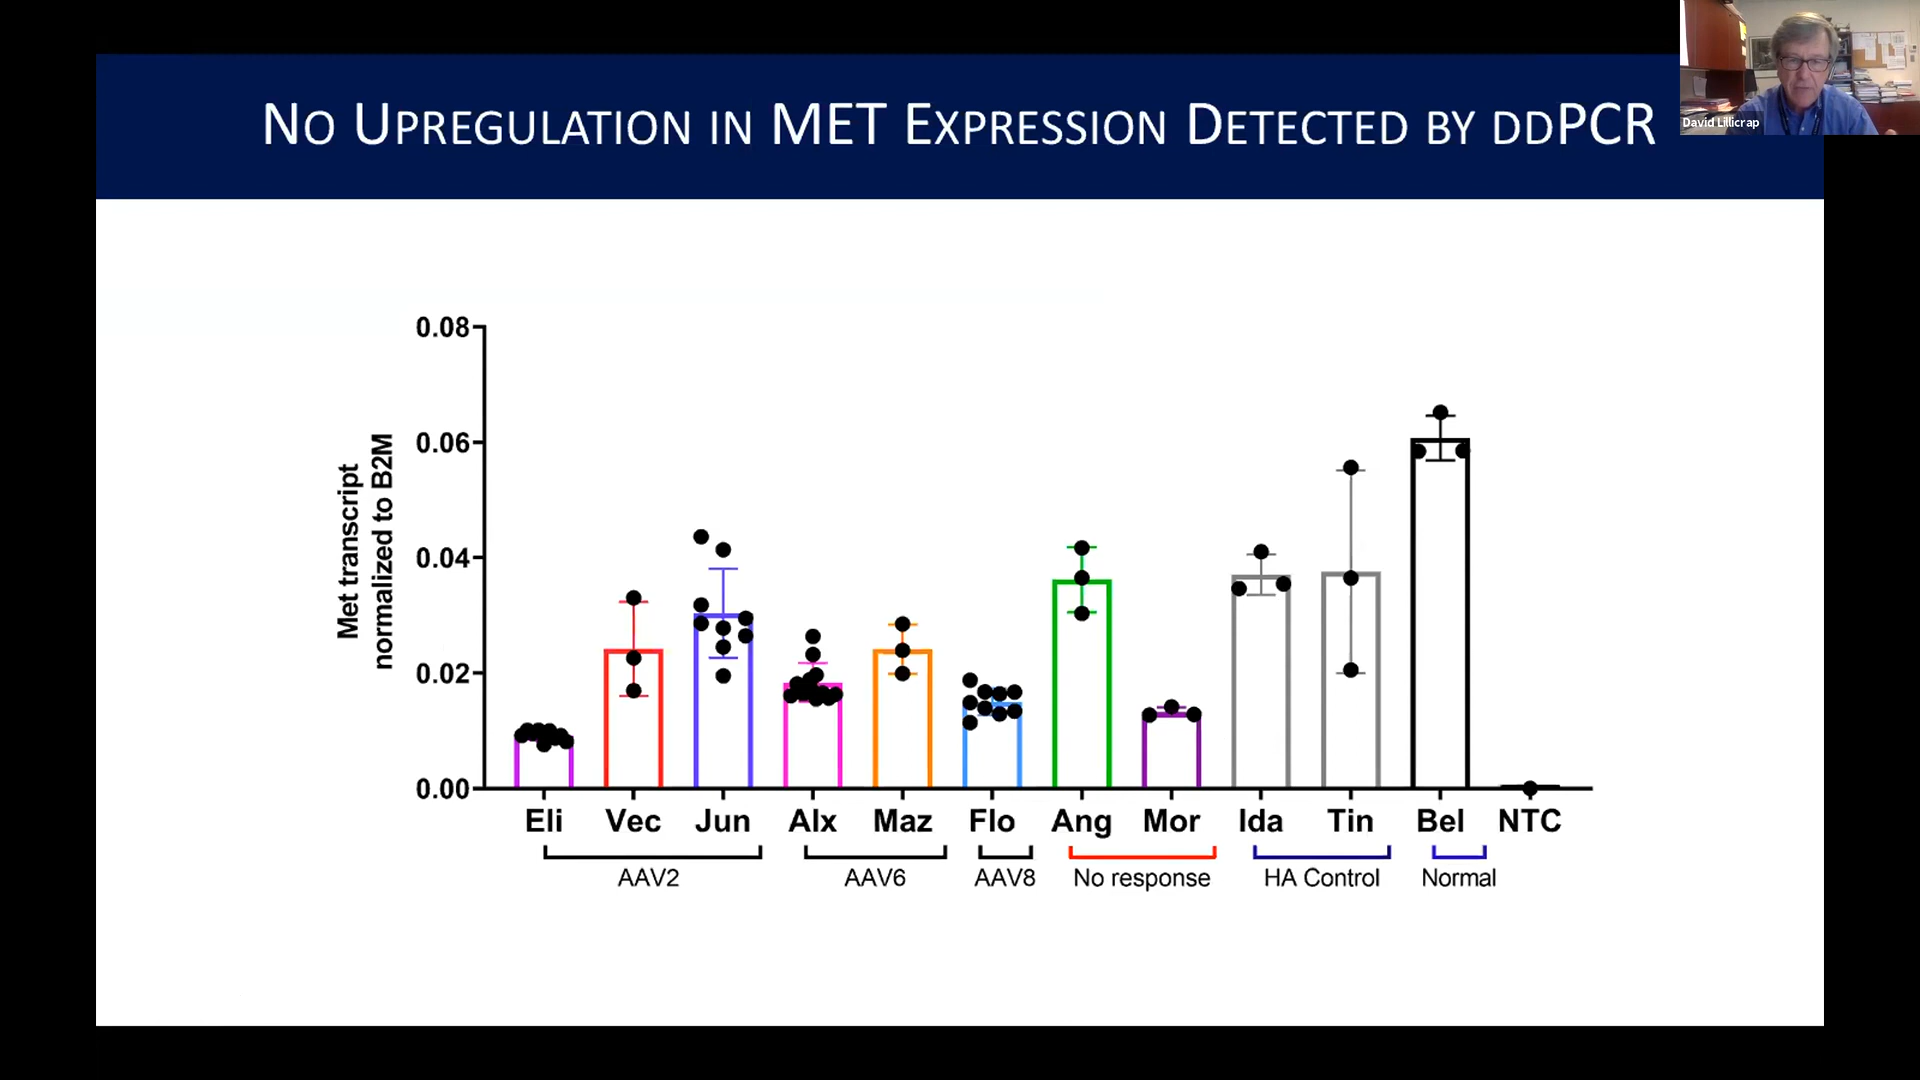 No Upregulation in MET Expression Detected by ddPCR
David Lillicrap
Met transcript
normalized to B2M
0.08
0.06
0.04
0.02
0.00
Eli Vec Jun Alx Maz Flo Ang Mor Ida Tin Bel NTC
AAV2 AAV6 AAV8 No response HA Control Normal